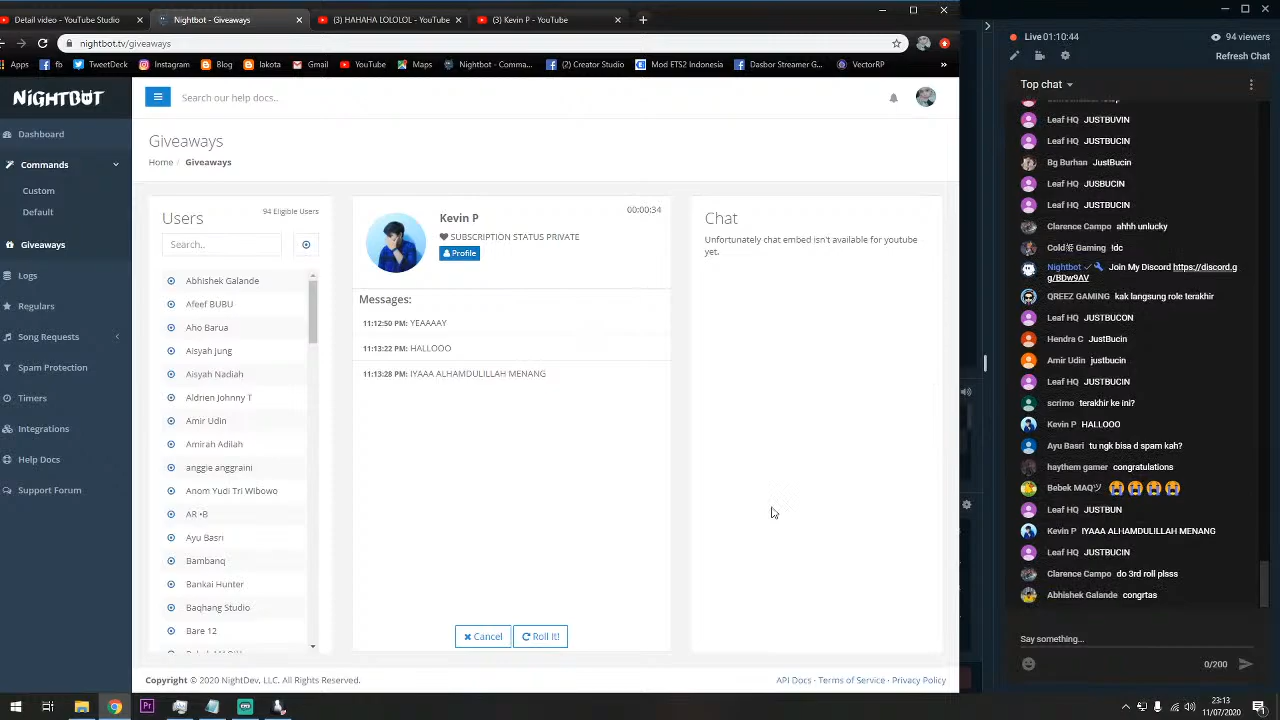 Detail video - YouTube Studio
Nightbot - Giveaways
(3) HAHAHA LOLOLOL - YouTube
(3) Kevin P - YouTube
nightbot.tv/giveaways
Apps
fb
TweetDeck
Instagram
Blog
lakota
Gmail
YouTube
Maps
Nightbot - Comma...
(2) Creator Studio
Mod ETS2 Indonesia
Dasbor Streamer G...
VectorRP
NIGHTBOT
Search our help docs..
Dashboard
Commands
Custom
Default
Giveaways
Logs
Regulars
Song Requests
Spam Protection
Timers
Integrations
Help Docs
Support Forum
Giveaways
Home / Giveaways
Users
94 Eligible Users
Search..
Abhishek Galande
Afeef BUBU
Aho Barua
Aisyah Jung
Aisyah Nadiah
Aldrien Johnny T
Amir Udin
Amirah Adilah
anggie anggraini
Anom Yudi Tri Wibowo
AR •B
Ayu Basri
Bambanq
Bankai Hunter
Baqhang Studio
Bare 12
Kevin P
00:00:34
SUBSCRIPTION STATUS PRIVATE
Profile
Messages:
11:12:50 PM: YEAAAAY
11:13:22 PM: HALLOOO
11:13:28 PM: IYAAA ALHAMDULILLAH MENANG
Cancel
Roll It!
Chat
Unfortunately chat embed isn't available for youtube
yet.
Copyright © 2020 NightDev, LLC. All Rights Reserved.
API Docs · Terms of Service · Privacy Policy
Live 01:10:44
94 viewers
Refresh Chat
Top chat
Leaf HQ JUSTBUVIN
Leaf HQ JUSTBUCIN
Bg Burhan JustBucin
Leaf HQ JUSBUCIN
Leaf HQ JUSTBUCIN
Clarence Campo ahhh unlucky
Nightbot Join My Discord https://discord.g
g/BDw9AV
QREEZ GAMING kak langsung role terakhir
Leaf HQ JUSTBUCON
Hendra C JustBucin
Amir Udin justbucin
Leaf HQ JUSTBUCIN
scrimo terakhir ke ini?
Kevin P HALLOOO
Ayu Basri tu ngk bisa d spam kah?
haythem gamer congratulations
Bebek MAQツ 😭😭😭😭
Leaf HQ JUSTBUN
Kevin P IYAAA ALHAMDULILLAH MENANG
Leaf HQ JUSTBUCIN
Clarence Campo do 3rd roll plsss
Abhishek Galande congrtas
Say something...
0/200
23:13
11/07/2020